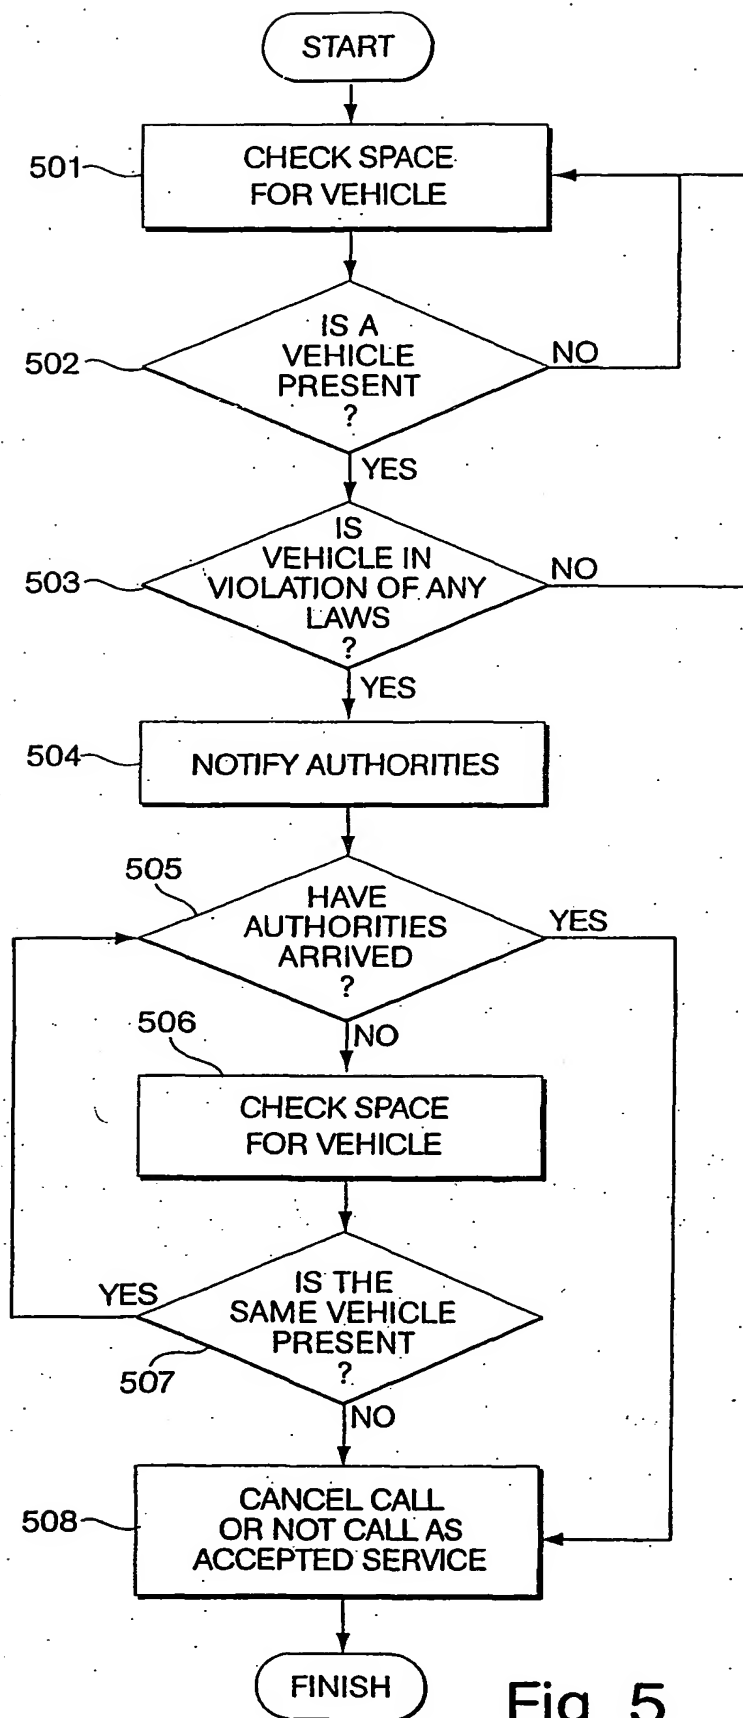 START
501
CHECK SPACE
FOR VEHICLE
502
IS A
VEHICLE
PRESENT
?
NO
YES
503
IS
VEHICLE IN
VIOLATION OF ANY
LAWS
?
NO
YES
504
NOTIFY AUTHORITIES
505
HAVE
AUTHORITIES
ARRIVED
?
YES
NO
506
CHECK SPACE
FOR VEHICLE
YES
IS THE
SAME VEHICLE
PRESENT
?
507
NO
508
CANCEL CALL
OR NOT CALL AS
ACCEPTED SERVICE
FINISH
Fig. 5